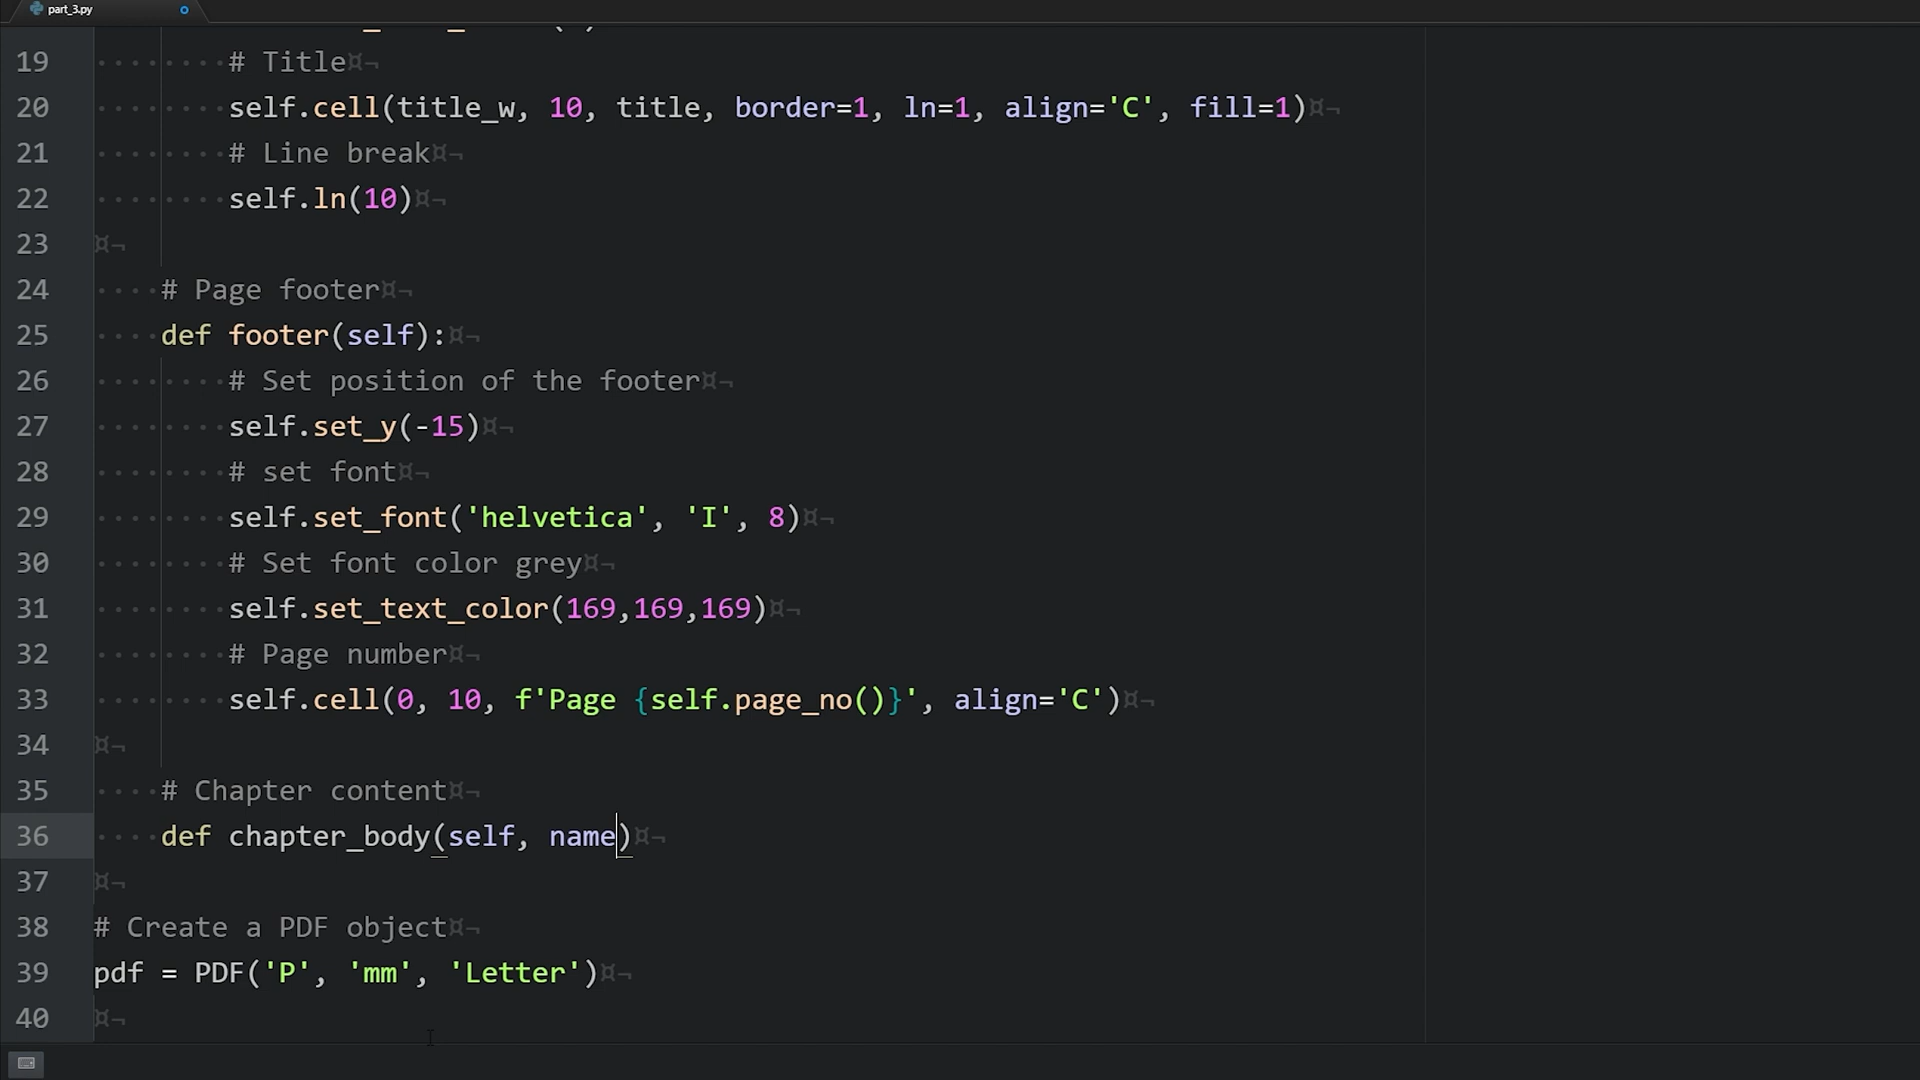 part_3.py
19 # Title
20 self.cell(title_w, 10, title, border=1, ln=1, align='C', fill=1)
21 # Line break
22 self.ln(10)
23
24 # Page footer
25 def footer(self):
26 # Set position of the footer
27 self.set_y(-15)
28 # set font
29 self.set_font('helvetica', 'I', 8)
30 # Set font color grey
31 self.set_text_color(169,169,169)
32 # Page number
33 self.cell(0, 10, f'Page {self.page_no()}', align='C')
34
35 # Chapter content
36 def chapter_body(self, name)
37
38 # Create a PDF object
39 pdf = PDF('P', 'mm', 'Letter')
40